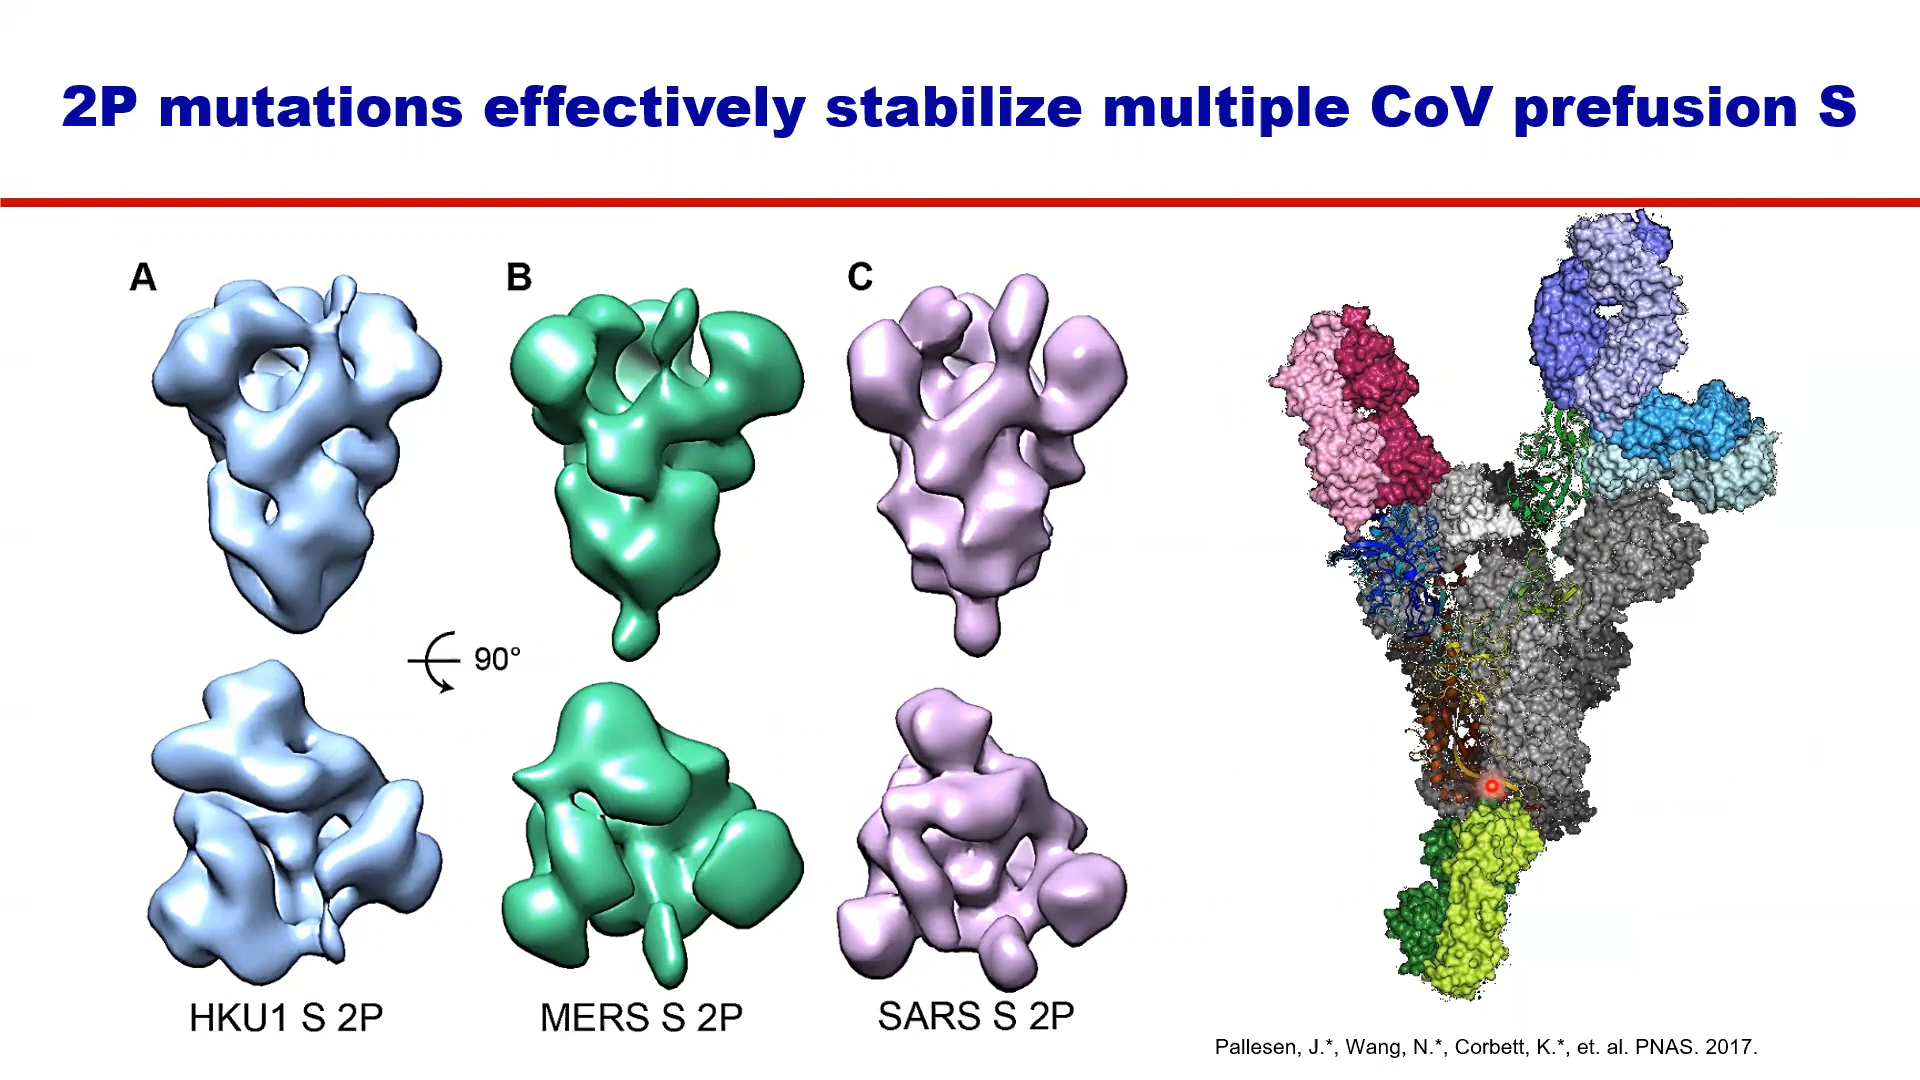 2P mutations effectively stabilize multiple CoV prefusion S
A
B
C
90°
HKU1 S 2P
MERS S 2P
SARS S 2P
Pallesen, J.*, Wang, N.*, Corbett, K.*, et. al. PNAS. 2017.